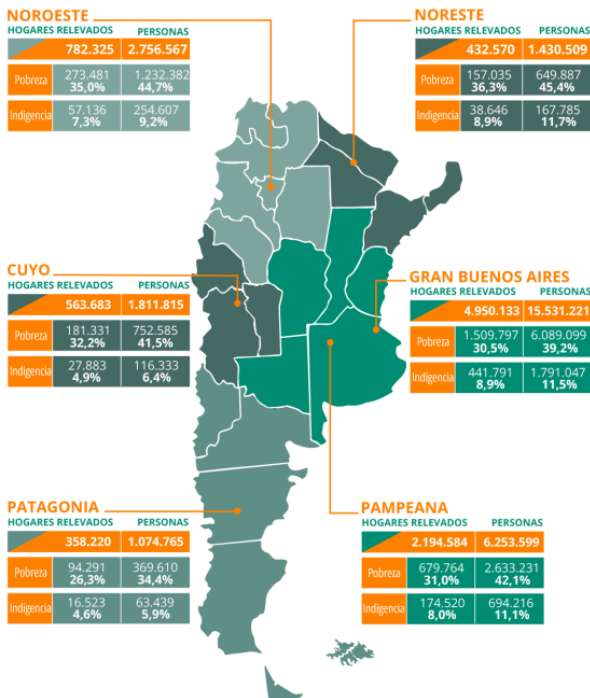 NOROESTE
HOGARES RELEVADOS PERSONAS
782.325 2.756.567
Pobreza 273.481 1.232.382
35,0% 44,7%
Indigencia 57.136 254.607
7,3% 9,2%
NORESTE
HOGARES RELEVADOS PERSONAS
432.570 1.430.509
Pobreza 157.035 649.887
36,3% 45,4%
Indigencia 38.646 167.785
8,9% 11,7%
CUYO
HOGARES RELEVADOS PERSONAS
563.683 1.811.815
Pobreza 181.331 752.585
32,2% 41,5%
Indigencia 27.883 116.333
4,9% 6,4%
GRAN BUENOS AIRES
HOGARES RELEVADOS PERSONAS
4.950.133 15.531.221
Pobreza 1.509.797 6.089.099
30,5% 39,2%
Indigencia 441.791 1.791.047
8,9% 11,5%
PATAGONIA
HOGARES RELEVADOS PERSONAS
358.220 1.074.765
Pobreza 94.291 369.610
26,3% 34,4%
Indigencia 16.523 63.439
4,6% 5,9%
PAMPEANA
HOGARES RELEVADOS PERSONAS
2.194.584 6.253.599
Pobreza 679.764 2.633.231
31,0% 42,1%
Indigencia 174.520 694.216
8,0% 11,1%